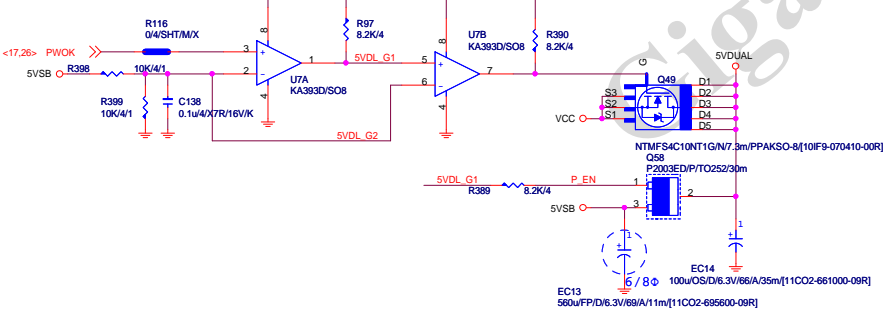 R116
0/4/SHT/M/X
<17,26> PWOK
3
8
1
2
4
U7A
KA393D/SO8
R97
8.2K/4
5VDL_G1
5VSB
R398
10K/4/1
R399
10K/4/1
C138
0.1u/4/X7R/16V/K
5VDL_G2
U7B
KA393D/SO8
8
5
6
7
4
R390
8.2K/4
G
Q49
5VDUAL
S3
S2
S1
D1
D2
D3
D4
D5
VCC
NTMFS4C10NT1G/N/7.3m/PPAKSO-8/[10IF9-070410-00R]
Q58
P2003ED/P/TO252/30m
5VDL_G1
R389
8.2K/4
P_EN
1
2
3
5VSB
1
6/8Φ
EC13
560u/FP/D/6.3V/69/A/11m/[11CO2-695600-09R]
1
EC14
100u/OS/D/6.3V/66/A/35m/[11CO2-661000-09R]
Giga